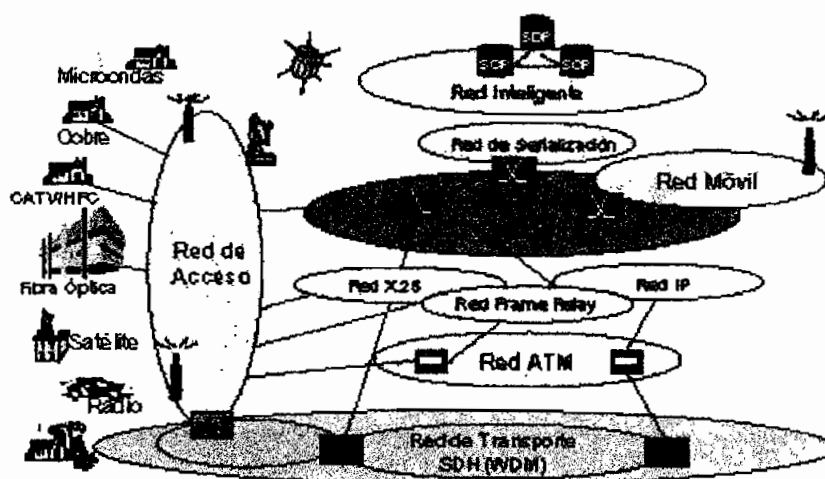 Microondas
Cobre
CATV/HFC
Fibra Óptica
Satélite
Radio
Red de
Acceso
SDP
SCP
SCP
Red Inteligente
Red de Señalización
Red Móvil
Red X.25
Red IP
Red Frame Relay
Red ATM
Red de Transporte
SDH (WDM)